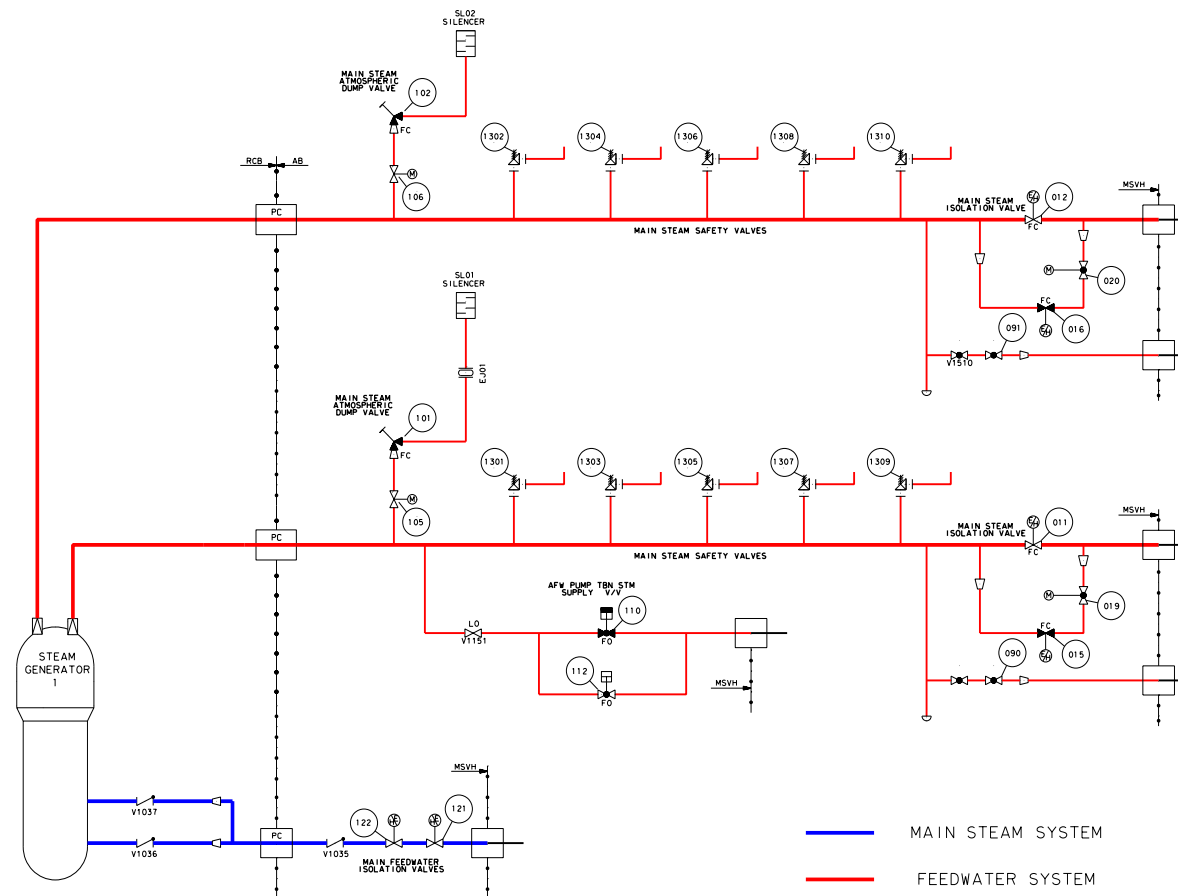 SL02
SILENCER
MAIN STEAM
ATMOSPHERIC
DUMP VALVE
102
FC
M
106
1302
1304
1306
1308
1310
RCB
AB
PC
MAIN STEAM SAFETY VALVES
MAIN STEAM
ISOLATION VALVE
012
FC
MSVH
M
020
FC
016
091
V1510
SL01
SILENCER
EJ01
MAIN STEAM
ATMOSPHERIC
DUMP VALVE
101
FC
M
105
1301
1303
1305
1307
1309
PC
MAIN STEAM SAFETY VALVES
MAIN STEAM
ISOLATION VALVE
011
FC
MSVH
M
019
FC
015
090
AFW PUMP TBN STM
SUPPLY V/V
110
LO
V1151
FO
112
FO
MSVH
STEAM
GENERATOR
1
V1037
V1036
PC
V1035
122
121
MAIN FEEDWATER
ISOLATION VALVES
MSVH
MAIN STEAM SYSTEM
FEEDWATER SYSTEM